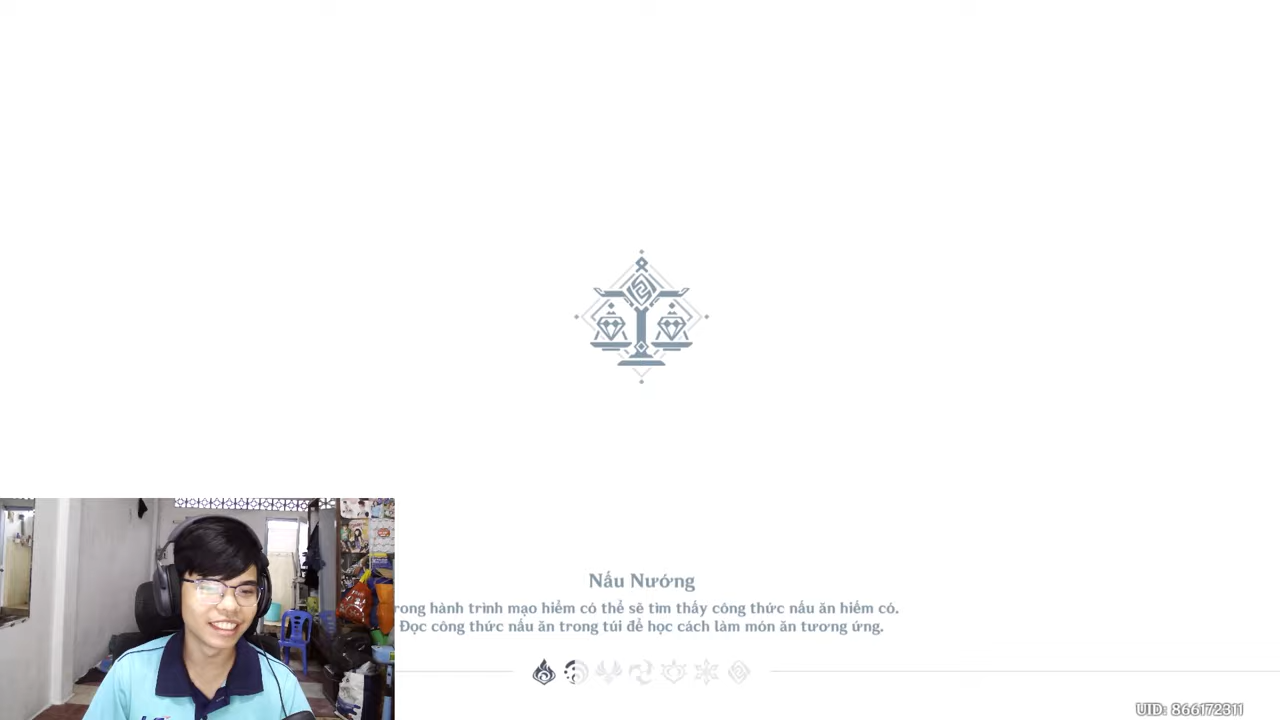 Nấu Nướng
rong hành trình mạo hiểm có thể sẽ tìm thấy công thức nấu ăn hiếm có.
Đọc công thức nấu ăn trong túi để học cách làm món ăn tương ứng.
UID: 866172311